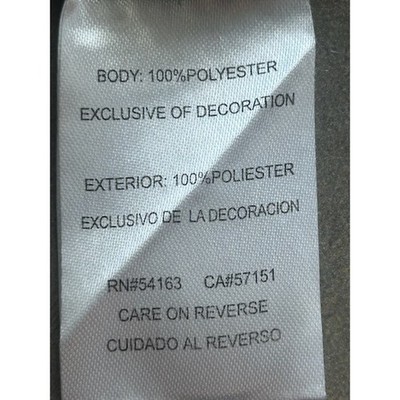 BODY: 100%POLYESTER
EXCLUSIVE OF DECORATION
EXTERIOR: 100%POLIESTER
EXCLUSIVO DE LA DECORACION
RN#54163 CA#57151
CARE ON REVERSE
CUIDADO AL REVERSO